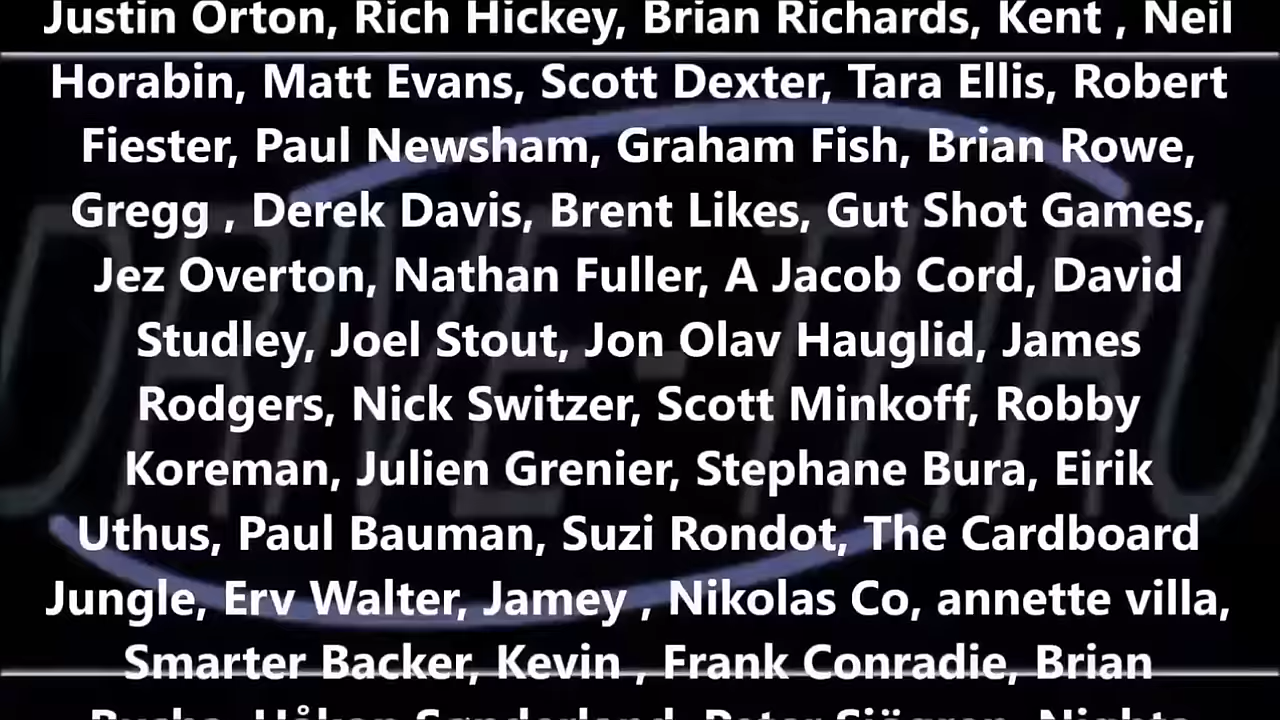 Justin Orton, Rich Hickey, Brian Richards, Kent , Neil
Horabin, Matt Evans, Scott Dexter, Tara Ellis, Robert
Fiester, Paul Newsham, Graham Fish, Brian Rowe,
Gregg , Derek Davis, Brent Likes, Gut Shot Games,
Jez Overton, Nathan Fuller, A Jacob Cord, David
Studley, Joel Stout, Jon Olav Hauglid, James
Rodgers, Nick Switzer, Scott Minkoff, Robby
Koreman, Julien Grenier, Stephane Bura, Eirik
Uthus, Paul Bauman, Suzi Rondot, The Cardboard
Jungle, Erv Walter, Jamey , Nikolas Co, annette villa,
Smarter Backer, Kevin , Frank Conradie, Brian
DRIVE-THRU